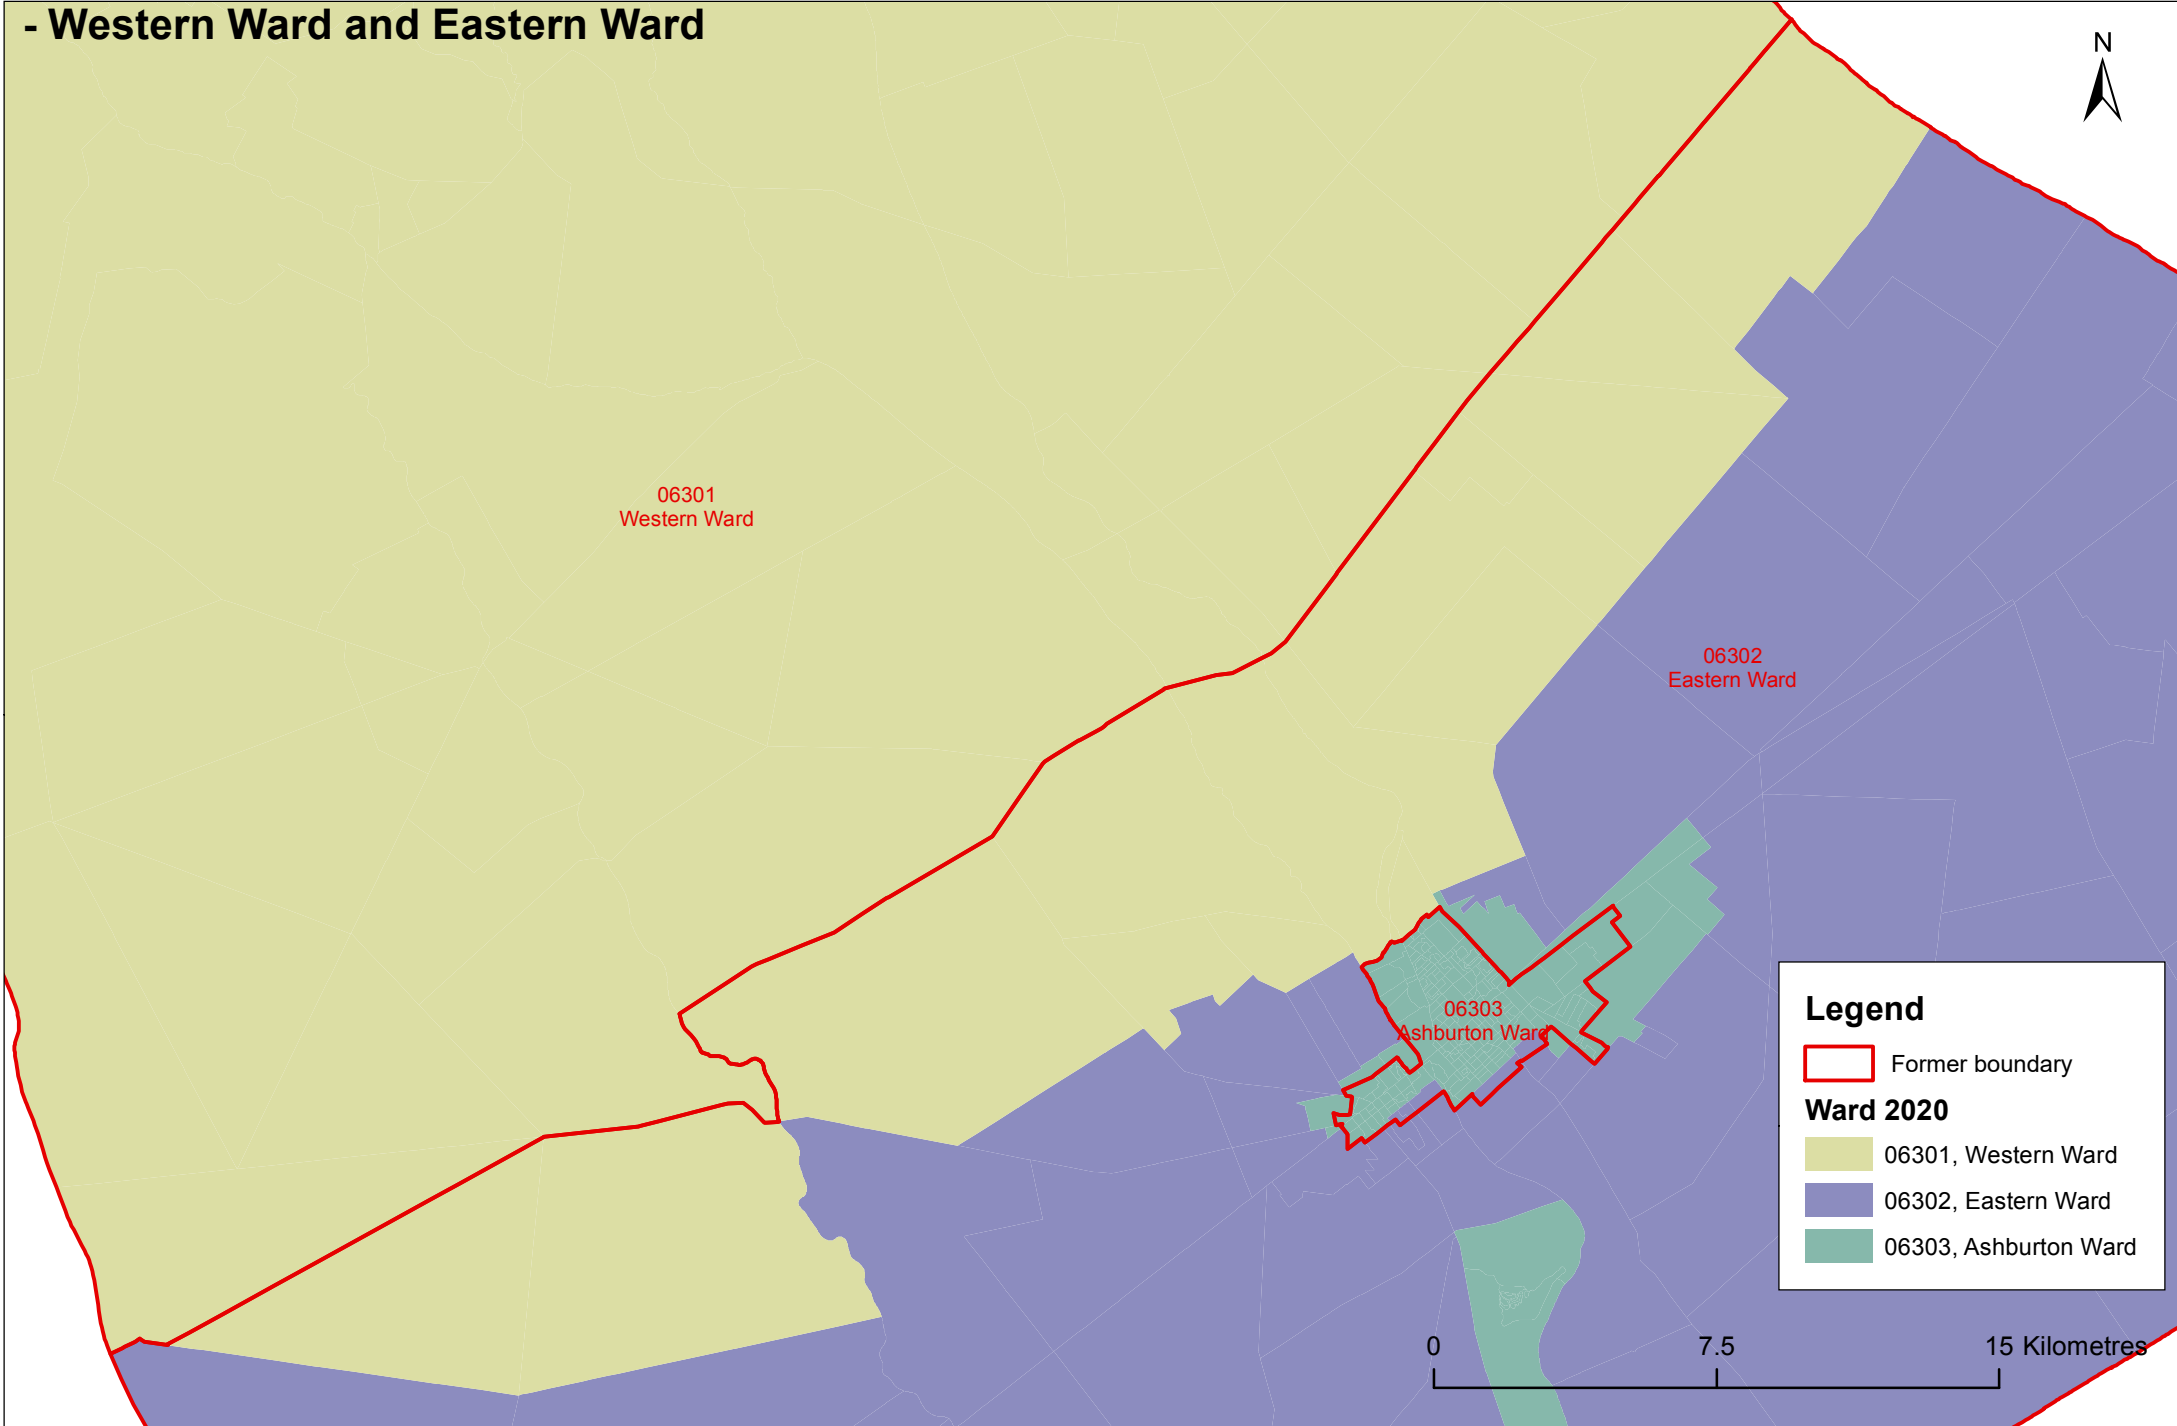 - Western Ward and Eastern Ward
N
06301
Western Ward
06302
Eastern Ward
06303
Ashburton Ward
Legend
Former boundary
Ward 2020
06301, Western Ward
06302, Eastern Ward
06303, Ashburton Ward
0 7.5 15 Kilometres